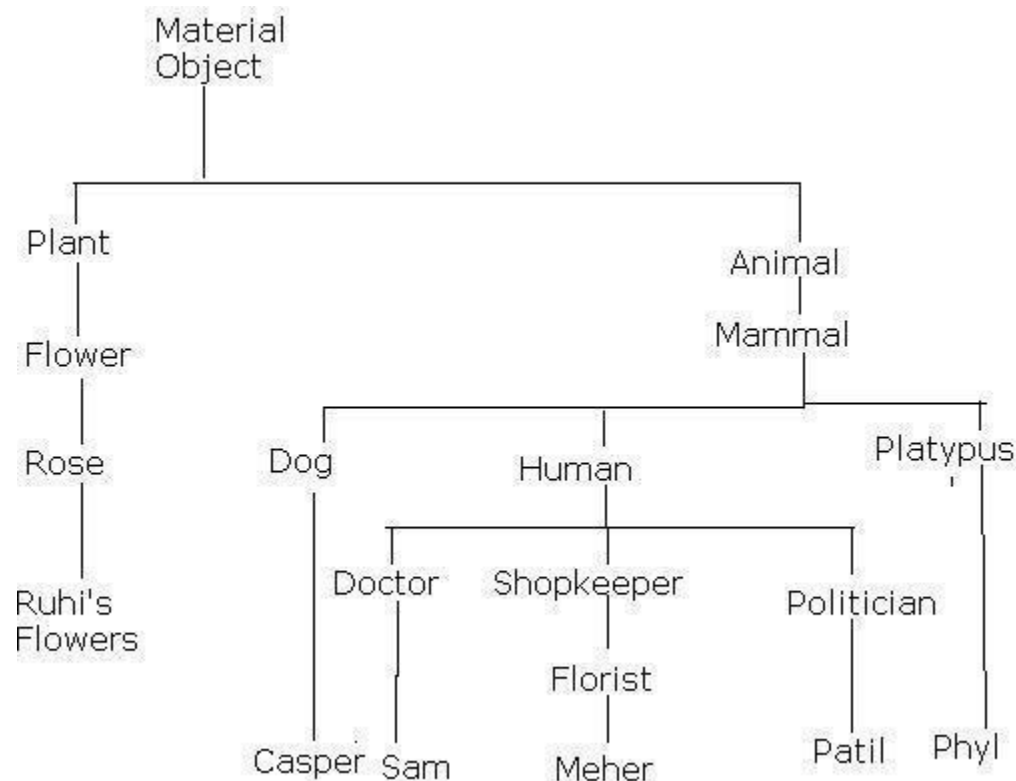 Material
Object
Plant
Animal
Mammal
Flower
Rose
Dog
Human
Platypus
Doctor
Shopkeeper
Politician
Ruhi's
Flowers
Florist
Casper
Sam
Meher
Patil
Phyl